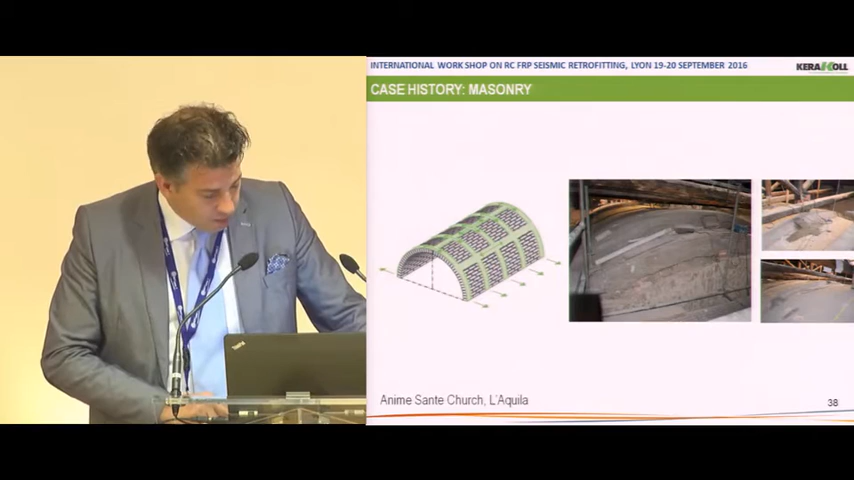 INTERNATIONAL WORK SHOP ON RC FRP SEISMIC RETROFITTING, LYON 19-20 SEPTEMBER 2016
KERAKOLL
CASE HISTORY: MASONRY
ThinkPad
Anime Sante Church, L'Aquila
38